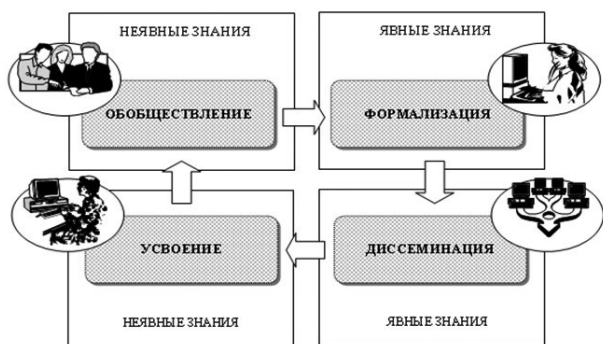 НЕЯВНЫЕ ЗНАНИЯ
ЯВНЫЕ ЗНАНИЯ
ОБОБЩЕСТВЛЕНИЕ
ФОРМАЛИЗАЦИЯ
УСВОЕНИЕ
ДИССЕМИНАЦИЯ
НЕЯВНЫЕ ЗНАНИЯ
ЯВНЫЕ ЗНАНИЯ